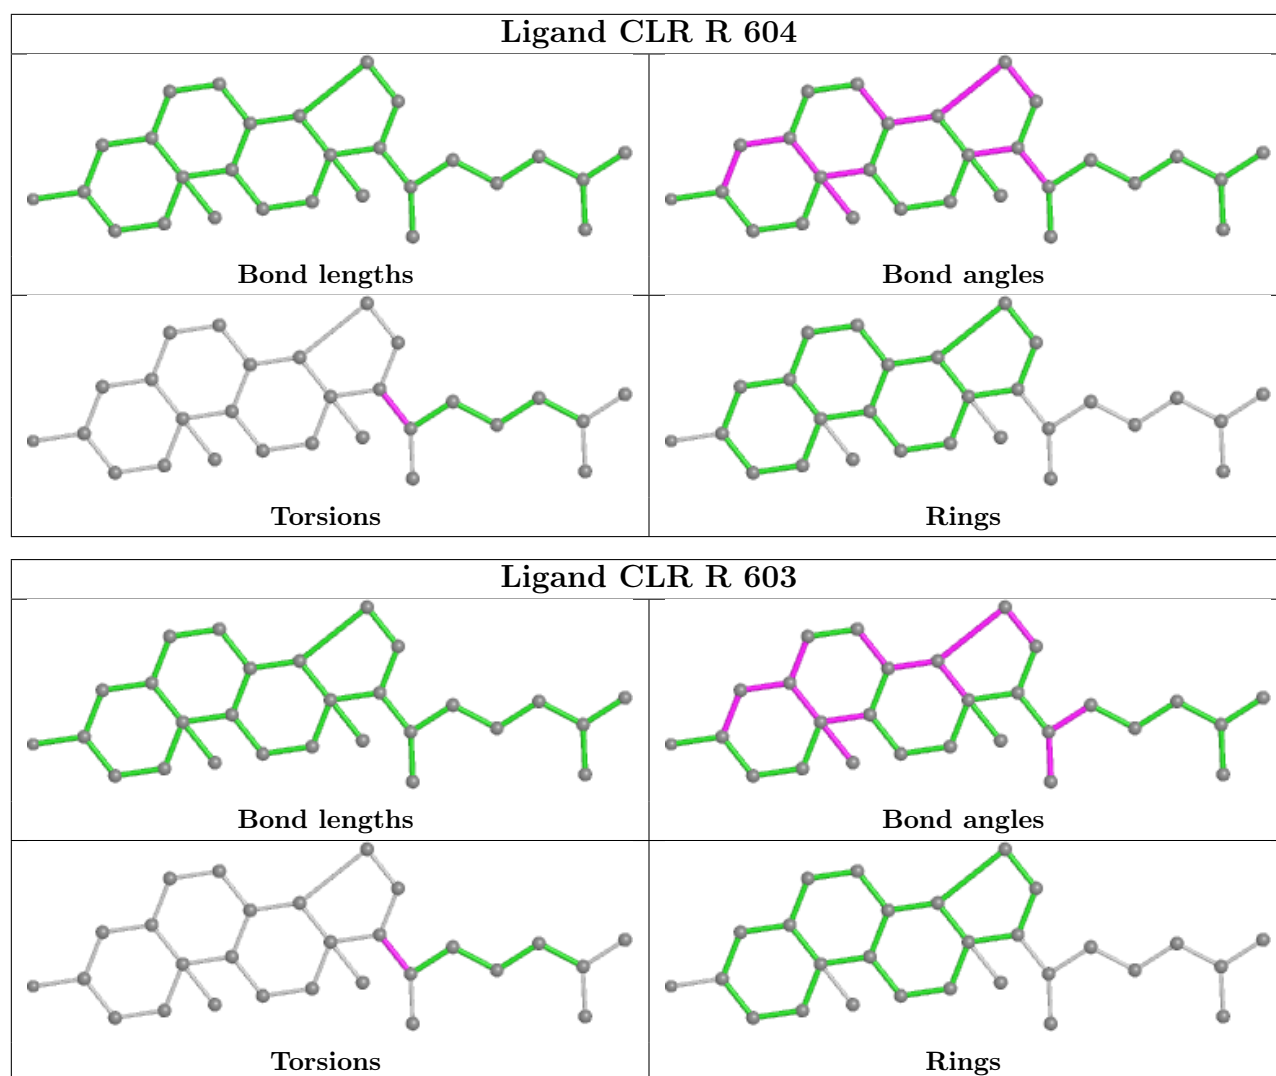 Ligand CLR R 604
Bond lengths
Bond angles
Torsions
Rings
Ligand CLR R 603
Bond lengths
Bond angles
Torsions
Rings